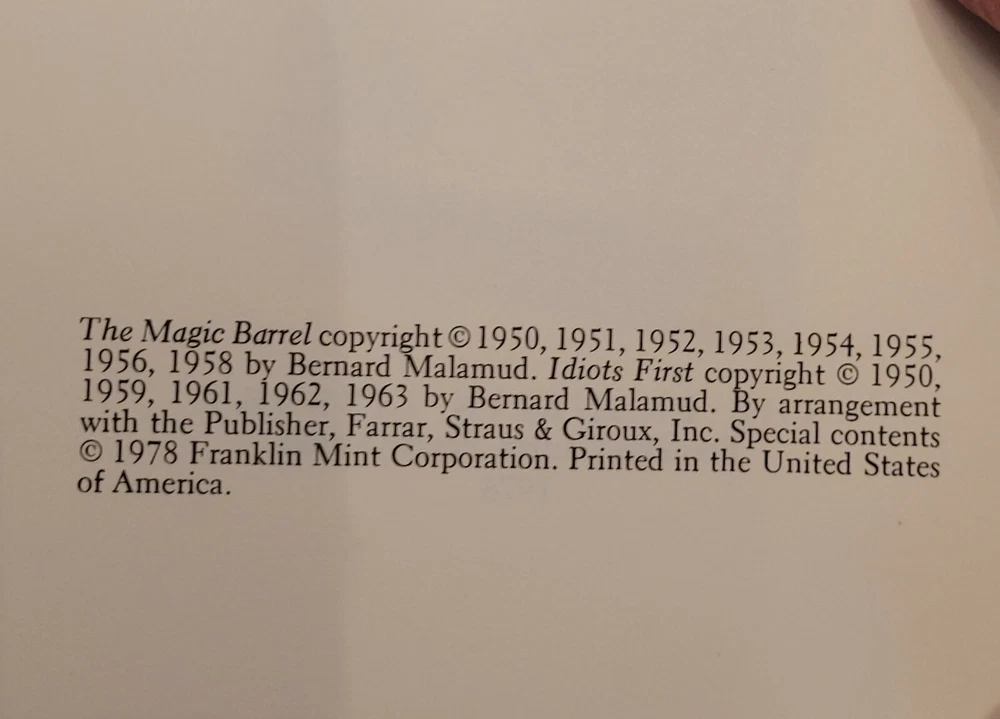 The Magic Barrel copyright © 1950, 1951, 1952, 1953, 1954, 1955,
1956, 1958 by Bernard Malamud. Idiots First copyright © 1950,
1959, 1961, 1962, 1963 by Bernard Malamud. By arrangement
with the Publisher, Farrar, Straus & Giroux, Inc. Special contents
© 1978 Franklin Mint Corporation. Printed in the United States
of America.